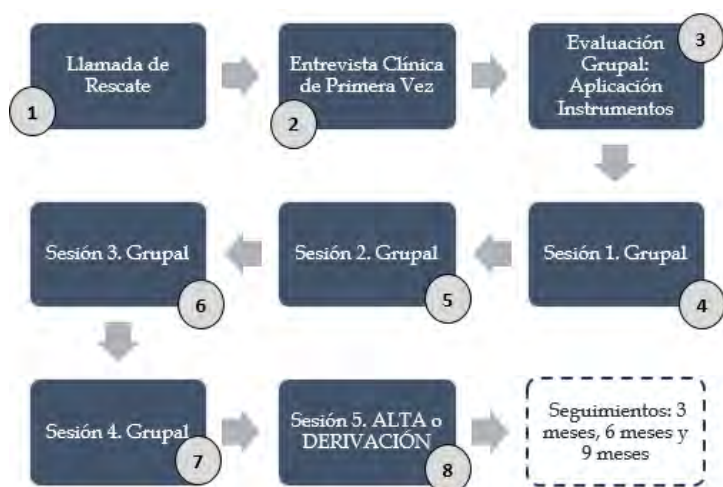 Llamada de
Rescate
1
Entrevista Clínica
de Primera Vez
2
Evaluación
Grupal:
Aplicación
Instrumentos
3
Sesión 1. Grupal
4
Sesión 2. Grupal
5
Sesión 3. Grupal
6
Sesión 4. Grupal
7
Sesión 5. ALTA o
DERIVACIÓN
8
Seguimientos: 3
meses, 6 meses y
9 meses